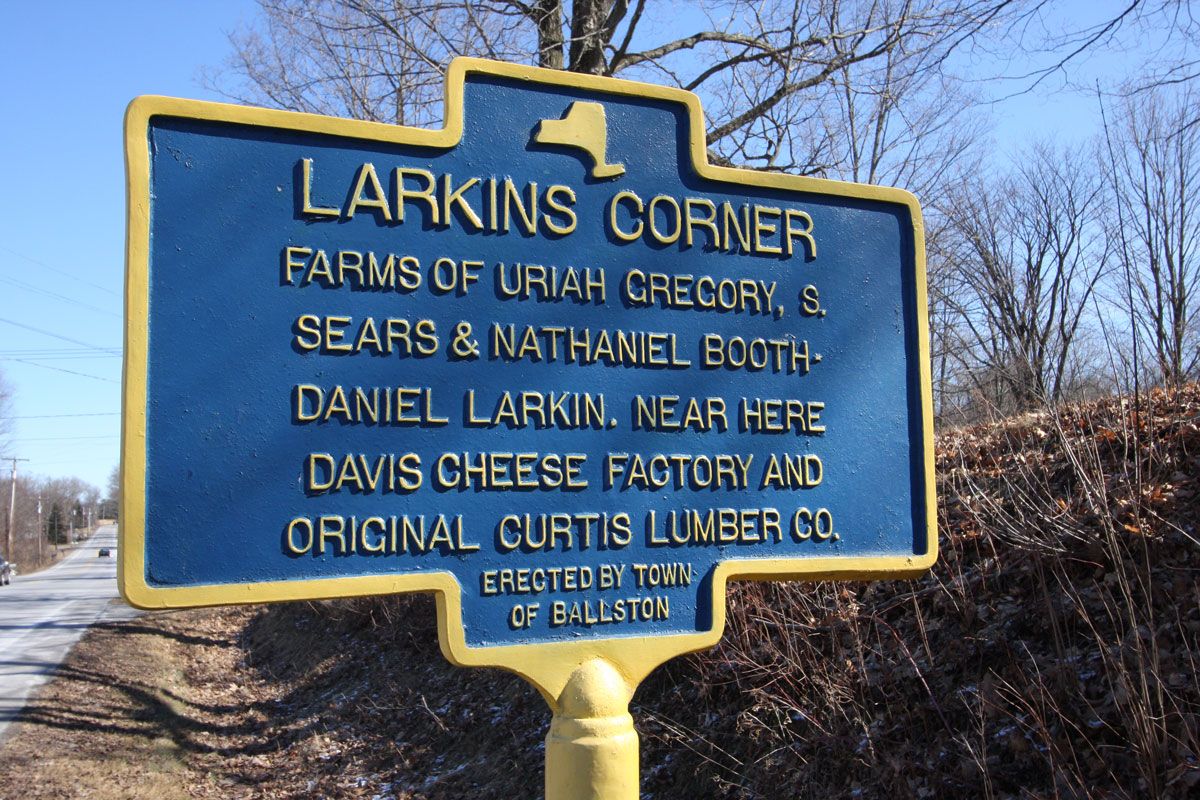 LARKINS CORNER
FARMS OF URIAH GREGORY, S.
SEARS & NATHANIEL BOOTH-
DANIEL LARKIN. NEAR HERE
DAVIS CHEESE FACTORY AND
ORIGINAL CURTIS LUMBER CO.
ERECTED BY TOWN
OF BALLSTON